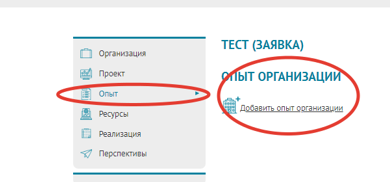 Организация
Проект
Опыт
Ресурсы
Реализация
Перспективы
ТЕСТ (ЗАЯВКА)
ОПЫТ ОРГАНИЗАЦИИ
Добавить опыт организации